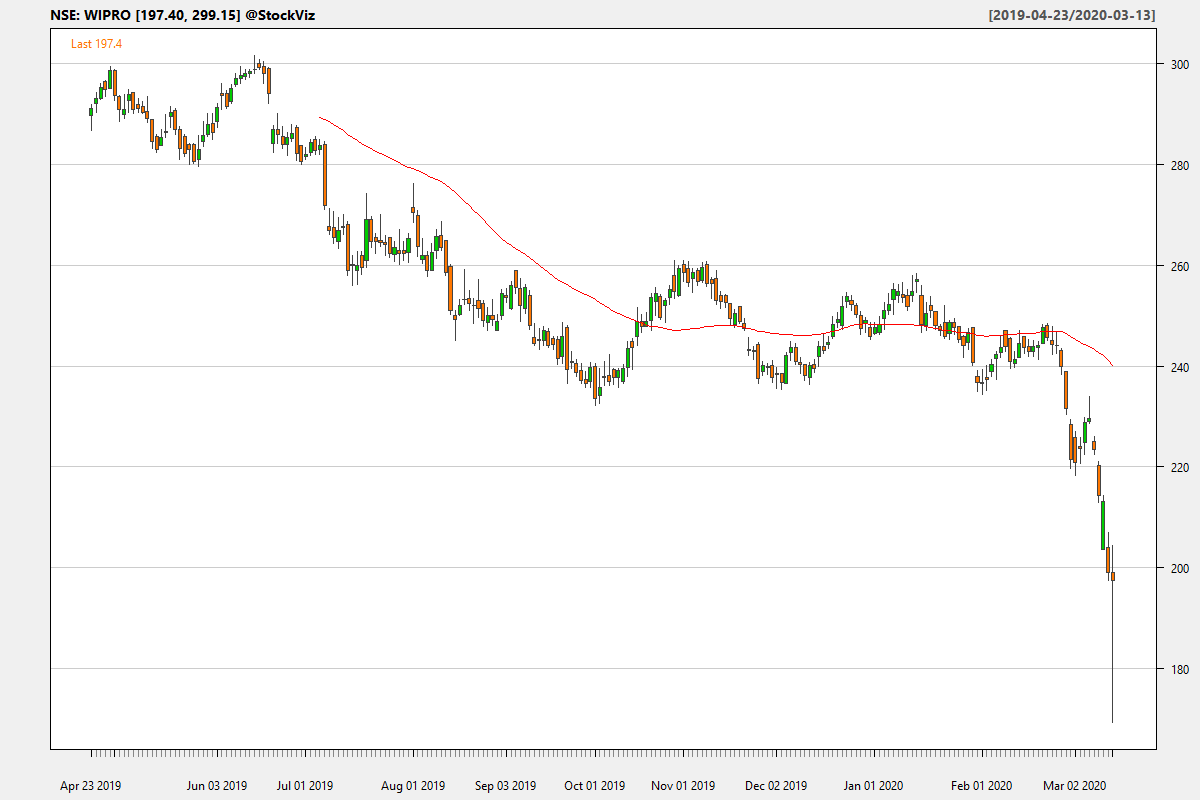 NSE: WIPRO [197.40, 299.15] @StockViz [2019-04-23/2020-03-13]
Last 197.4
300
280
260
240
220
200
180
Apr 23 2019 Jun 03 2019 Jul 01 2019 Aug 01 2019 Sep 03 2019 Oct 01 2019 Nov 01 2019 Dec 02 2019 Jan 01 2020 Feb 01 2020 Mar 02 2020